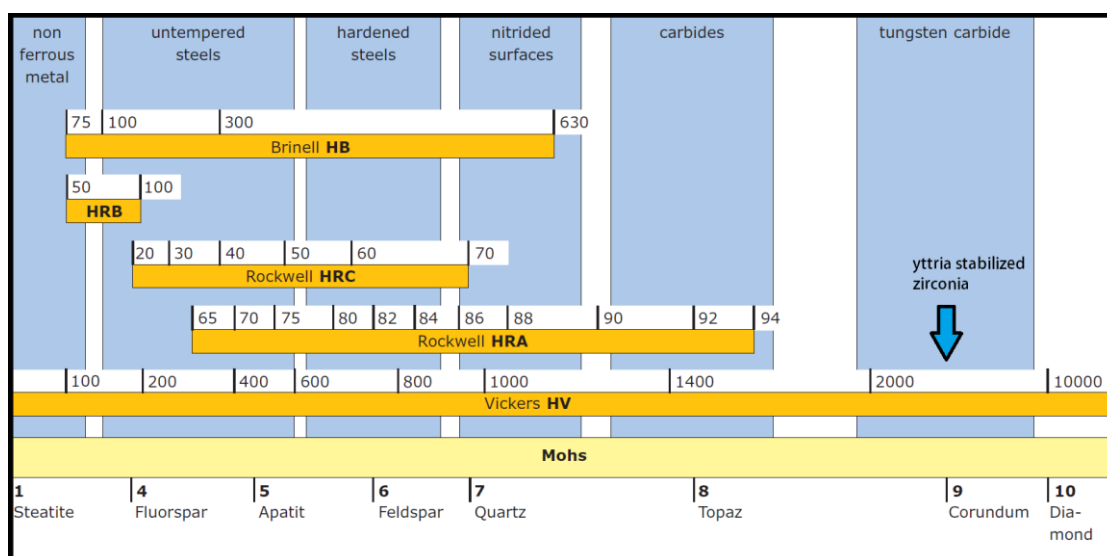 non
ferrous
metal
untempered
steels
hardened
steels
nitrided
surfaces
carbides
tungsten carbide
75 100 300 630
Brinell HB
50 100
HRB
20 30 40 50 60 70
Rockwell HRC
yttria stabilized
zirconia
65 70 75 80 82 84 86 88 90 92 94
Rockwell HRA
100 200 400 600 800 1000 1400 2000 10000
Vickers HV
Mohs
1 4 5 6 7 8 9 10
Steatite Fluorspar Apatit Feldspar Quartz Topaz Corundum Dia-
mond